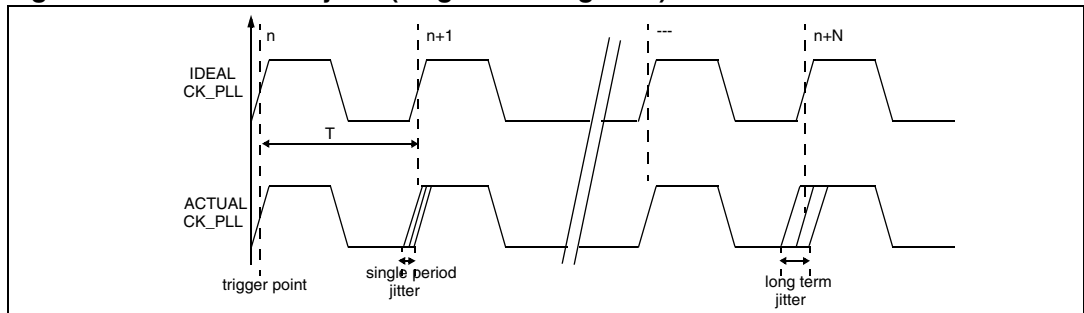 n
n+1
---
n+N
IDEAL
CK_PLL
T
ACTUAL
CK_PLL
trigger point
single period
jitter
long term
jitter